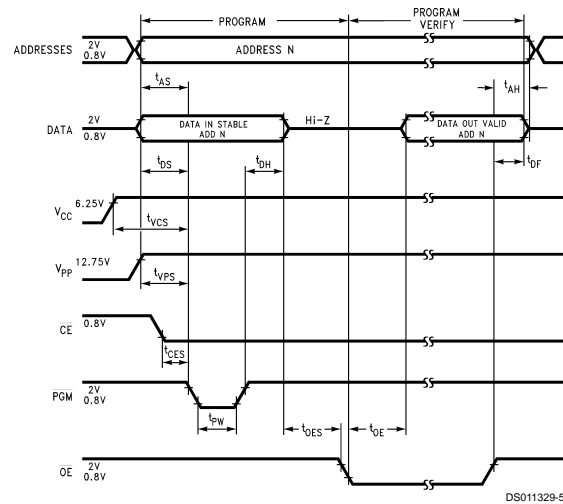 PROGRAM
PROGRAM
VERIFY
ADDRESSES
2V
0.8V
ADDRESS N
tAS
tAH
DATA
2V
0.8V
DATA IN STABLE
ADD N
Hi-Z
DATA OUT VALID
ADD N
tDS
tDH
tDF
VCC
6.25V
tVCS
VPP
12.75V
tVPS
CE
0.8V
tCES
PGM
2V
0.8V
tPW
tOES
tOE
OE
2V
0.8V
DS011329-5